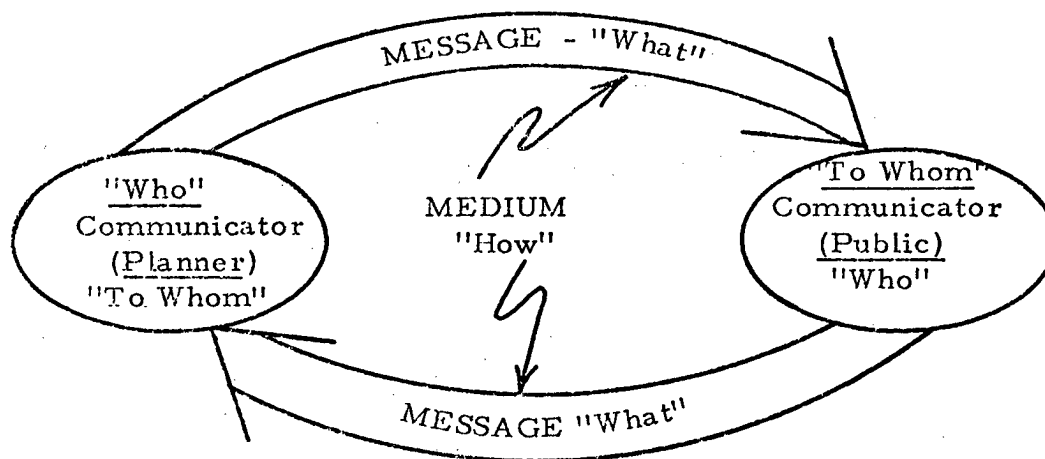 MESSAGE - "What"
"Who"
Communicator
(Planner)
"To Whom"
MEDIUM
"How"
"To Whom"
Communicator
(Public)
"Who"
MESSAGE "What"